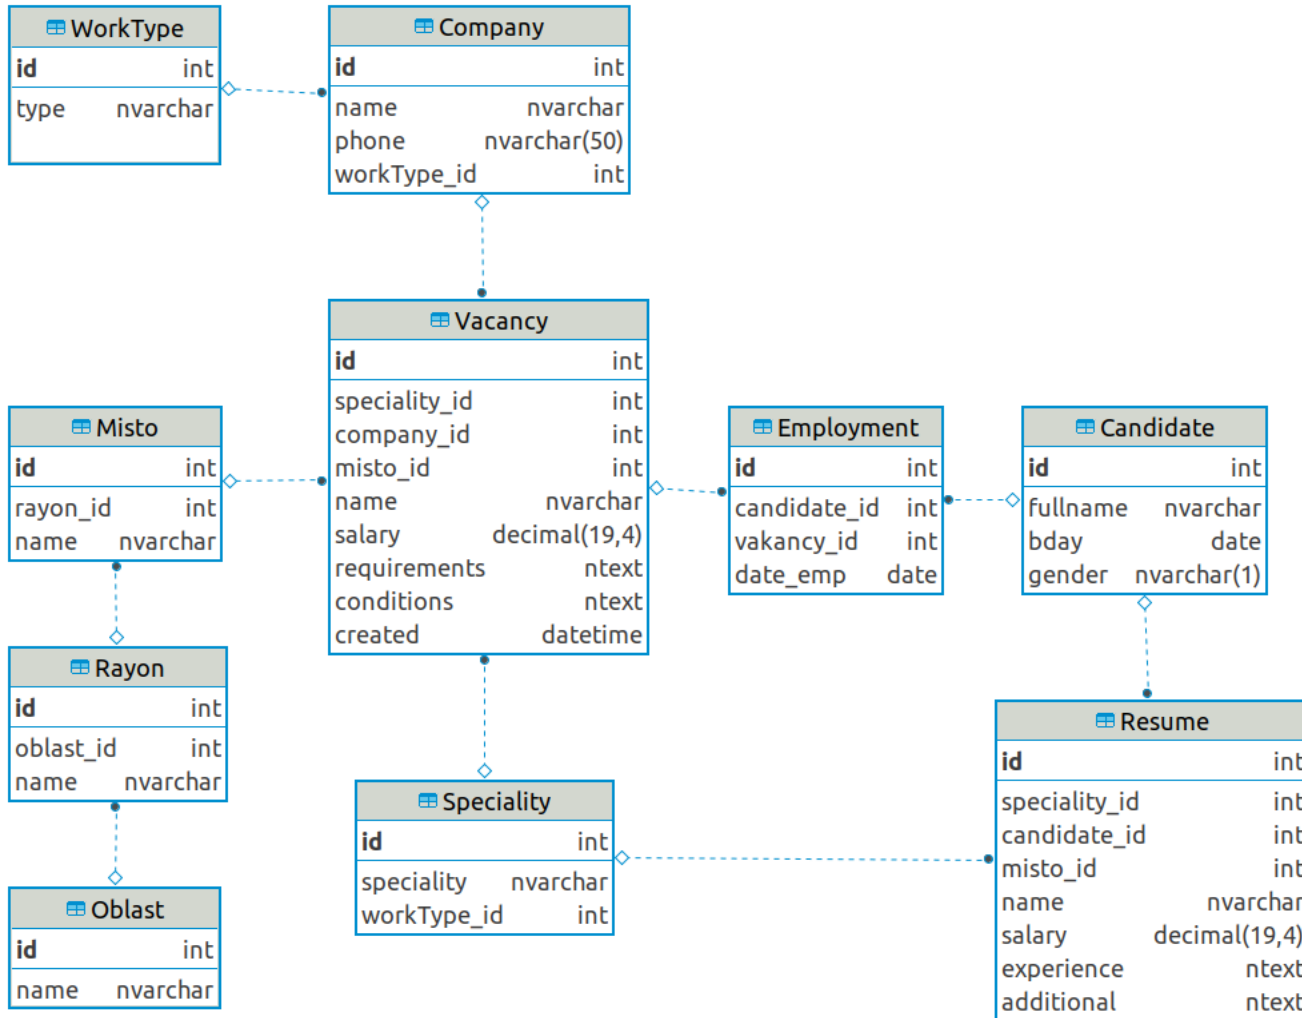 WorkType
id int
type nvarchar
Company
id int
name nvarchar
phone nvarchar(50)
workType_id int
Vacancy
id int
speciality_id int
company_id int
misto_id int
name nvarchar
salary decimal(19,4)
requirements ntext
conditions ntext
created datetime
Misto
id int
rayon_id int
name nvarchar
Employment
id int
candidate_id int
vakancy_id int
date_emp date
Candidate
id int
fullname nvarchar
bday date
gender nvarchar(1)
Rayon
id int
oblast_id int
name nvarchar
Speciality
id int
speciality nvarchar
workType_id int
Resume
id int
speciality_id int
candidate_id int
misto_id int
name nvarchar
salary decimal(19,4)
experience ntext
additional ntext
Oblast
id int
name nvarchar